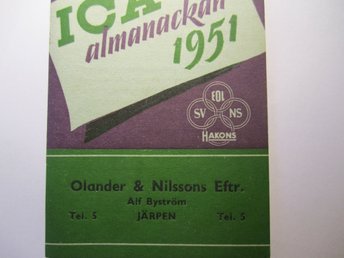 ICA
almanackan
1951
EOL
SV NS
HAKONS
Olander & Nilssons Eftr.
Alf Byström
Tel. 5 JÄRPEN Tel. 5